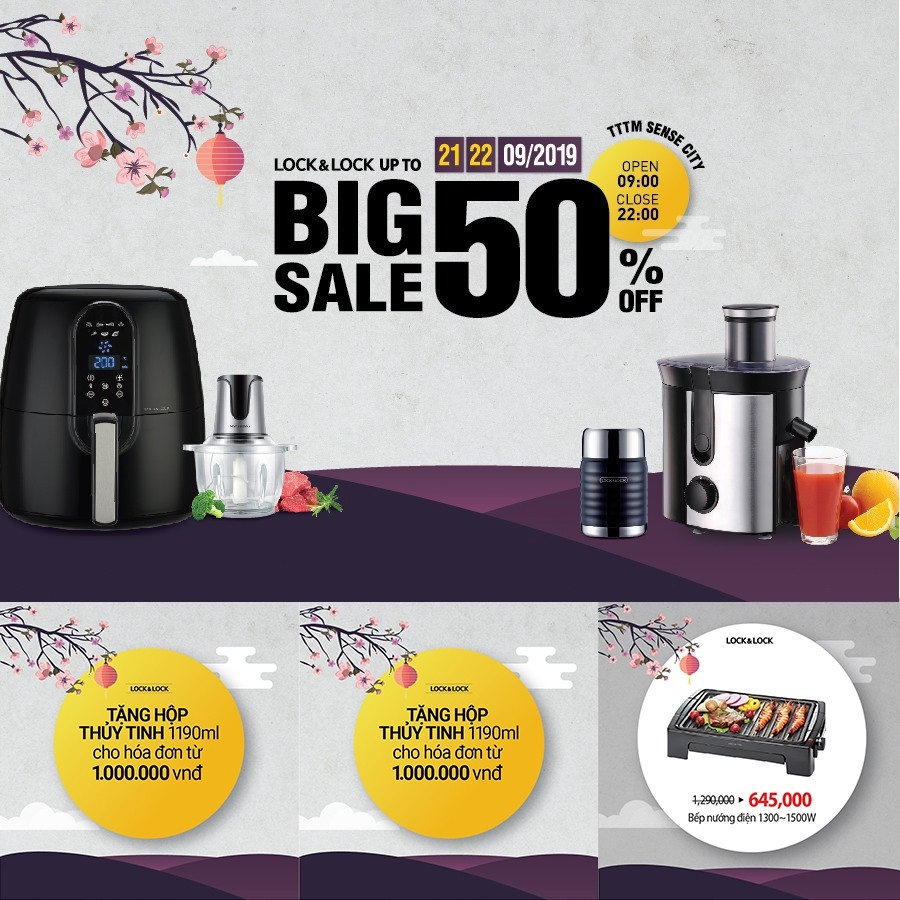 TTTM SENSE CITY
21 22 09/2019
LOCK&LOCK UP TO
BIG
SALE
50
%
OFF
OPEN
09:00
CLOSE
22:00
200
LOCK&LOCK
LOCK&LOCK
TẶNG HỘP
THỦY TINH 1190ml
cho hóa đơn từ
1.000.000 vnđ
LOCK&LOCK
TẶNG HỘP
THỦY TINH 1190ml
cho hóa đơn từ
1.000.000 vnđ
LOCK&LOCK
1,290,000 ▸ 645,000
Bếp nướng điện 1300~1500W